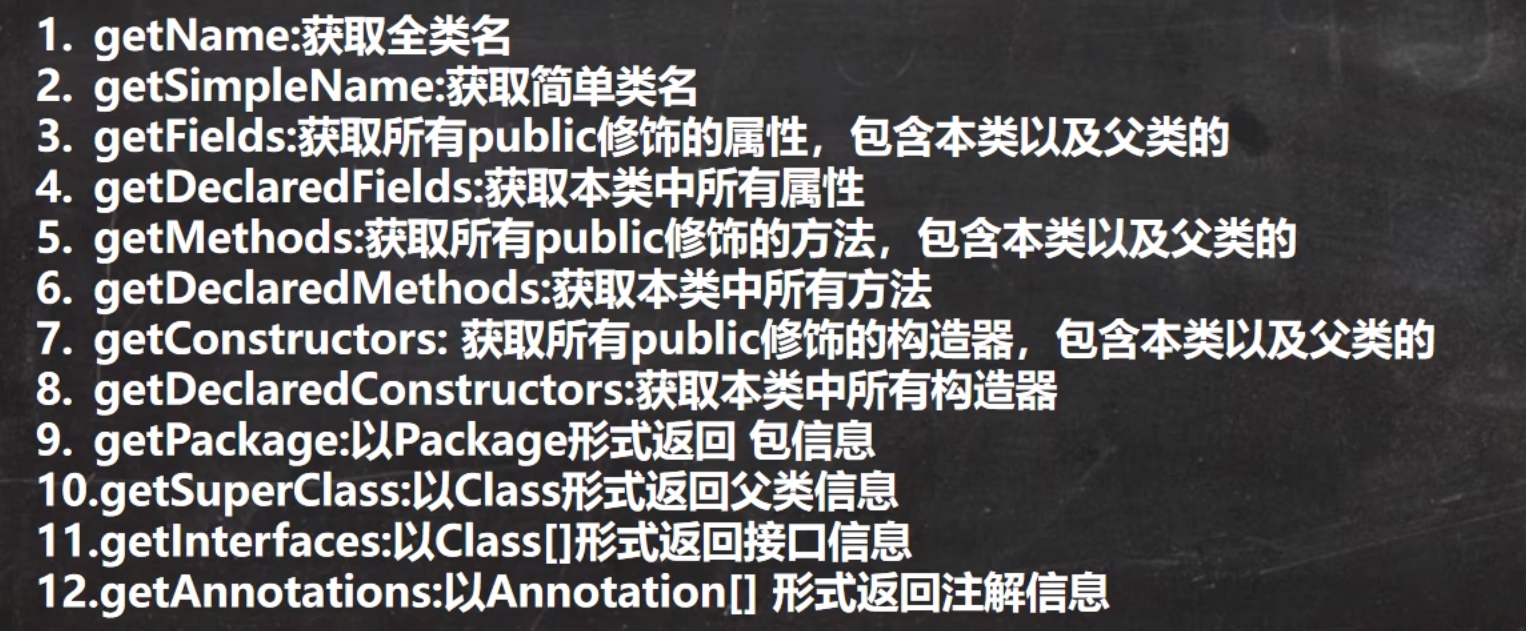 1. getName:获取全类名
2. getSimpleName:获取简单类名
3. getFields:获取所有public修饰的属性，包含本类以及父类的
4. getDeclaredFields:获取本类中所有属性
5. getMethods:获取所有public修饰的方法，包含本类以及父类的
6. getDeclaredMethods:获取本类中所有方法
7. getConstructors: 获取所有public修饰的构造器，包含本类以及父类的
8. getDeclaredConstructors:获取本类中所有构造器
9. getPackage:以Package形式返回 包信息
10.getSuperClass:以Class形式返回父类信息
11.getInterfaces:以Class[]形式返回接口信息
12.getAnnotations:以Annotation[] 形式返回注解信息